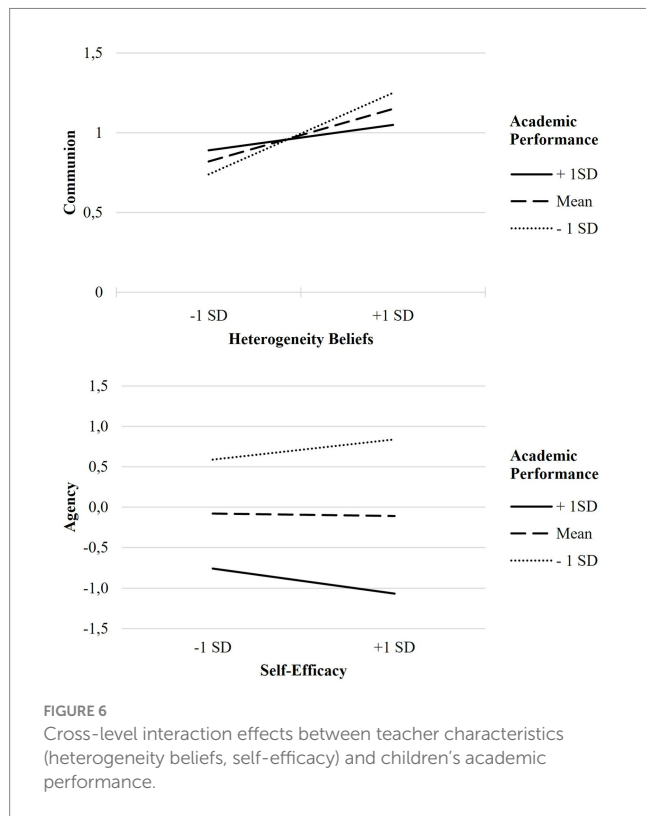 1,5
1
0,5
0
Communion
-1 SD +1 SD
Heterogeneity Beliefs
Academic
Performance
+ 1SD
Mean
- 1 SD
1,5
1,0
0,5
0,0
-0,5
-1,0
-1,5
Agency
-1 SD +1 SD
Self-Efficacy
Academic
Performance
+ 1SD
Mean
- 1 SD
FIGURE 6
Cross-level interaction effects between teacher characteristics
(heterogeneity beliefs, self-efficacy) and children’s academic
performance.